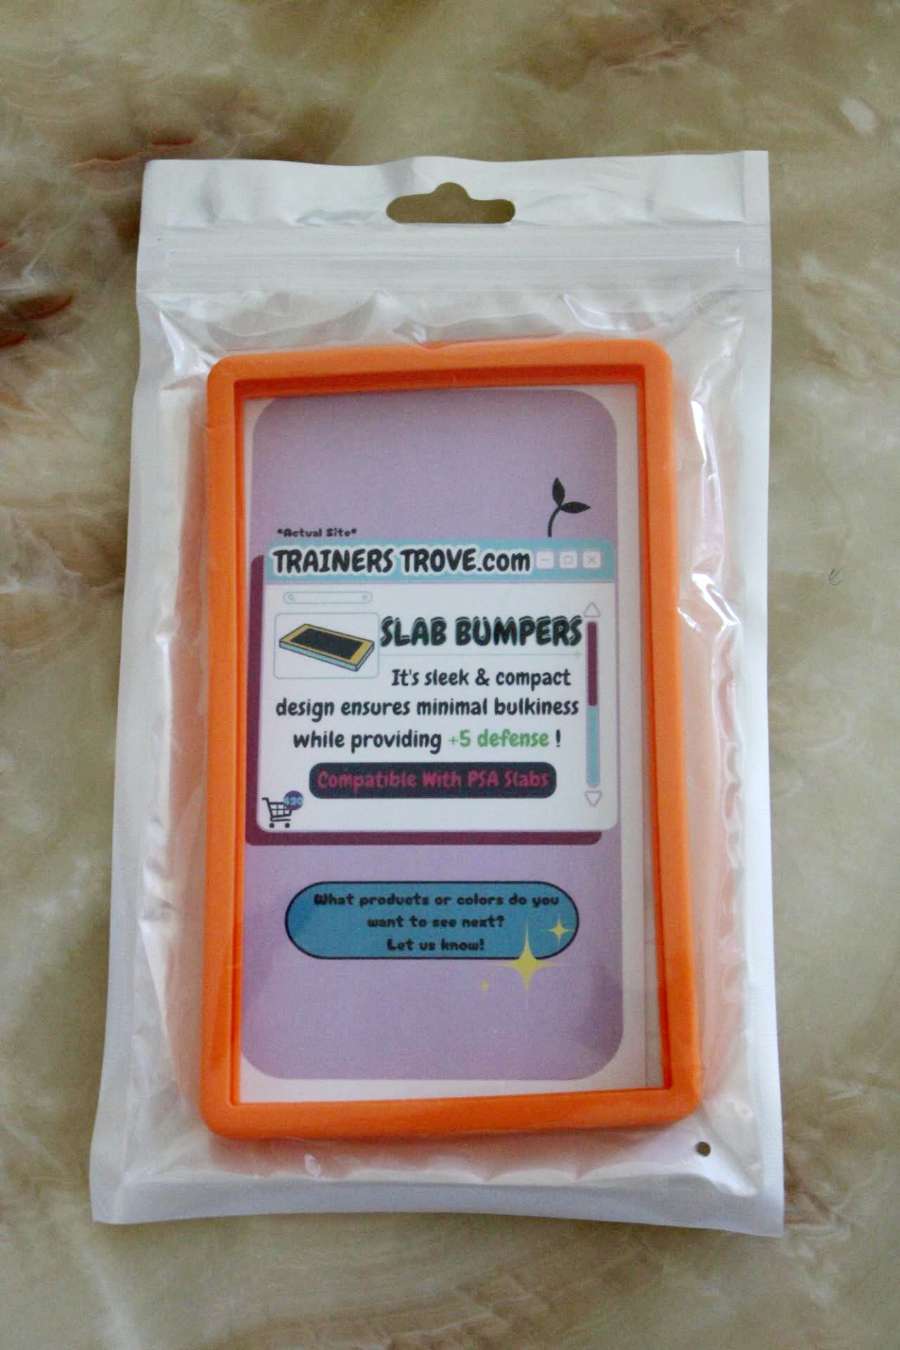 *Actual Site*
TRAINERS TROVE.com
SLAB BUMPERS
It's sleek & compact
design ensures minimal bulkiness
while providing +5 defense !
Compatible With PSA Slabs
What products or colors do you
want to see next?
Let us know!